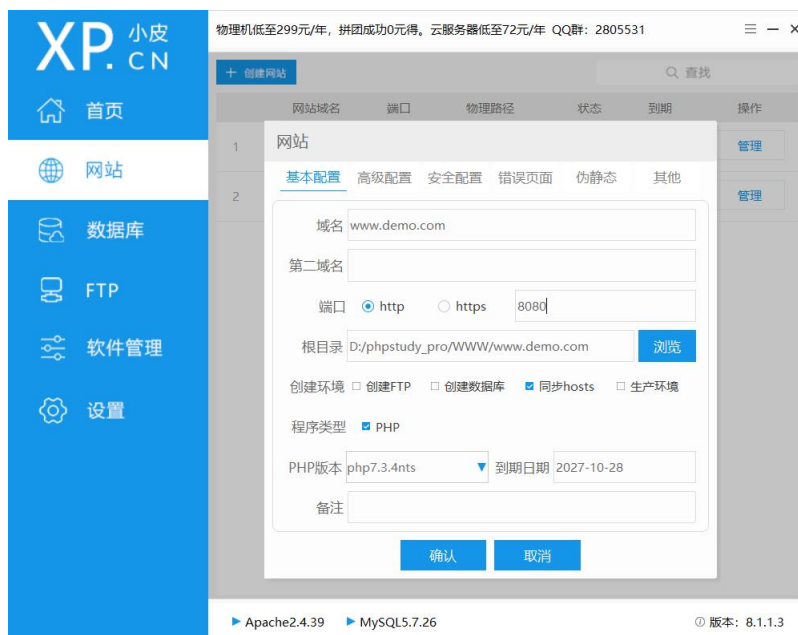 XP.CN 小皮
物理机低至299元/年，拼团成功0元得。云服务器低至72元/年 QQ群：2805531
首页
网站
数据库
FTP
软件管理
设置
+ 创建网站
查找
网站域名 端口 物理路径 状态 到期 操作
1 管理
2 管理
网站
基本配置 高级配置 安全配置 错误页面 伪静态 其他
域名 www.demo.com
第二域名
端口 http https 8080
根目录 D:/phpstudy_pro/WWW/www.demo.com 浏览
创建环境 创建FTP 创建数据库 同步hosts 生产环境
程序类型 PHP
PHP版本 php7.3.4nts 到期日期 2027-10-28
备注
确认 取消
Apache2.4.39 MySQL5.7.26 版本：8.1.1.3